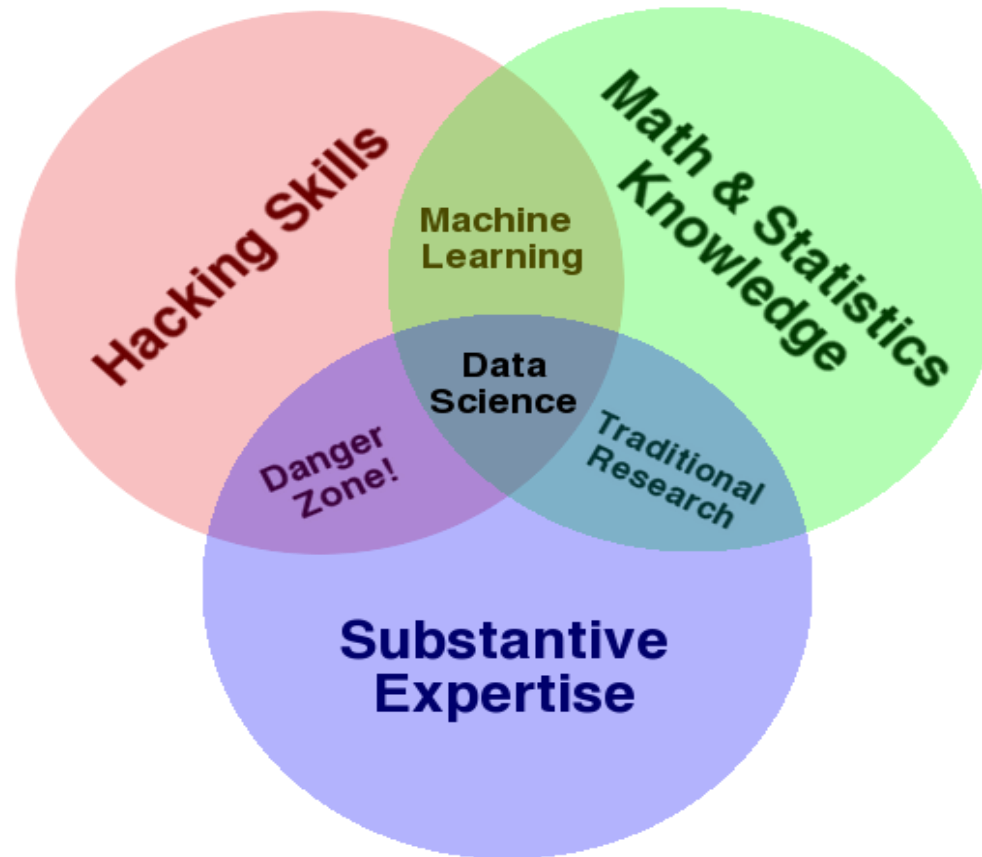 Hacking Skills
Math & Statistics
Knowledge
Machine
Learning
Data
Science
Danger
Zone!
Traditional
Research
Substantive
Expertise